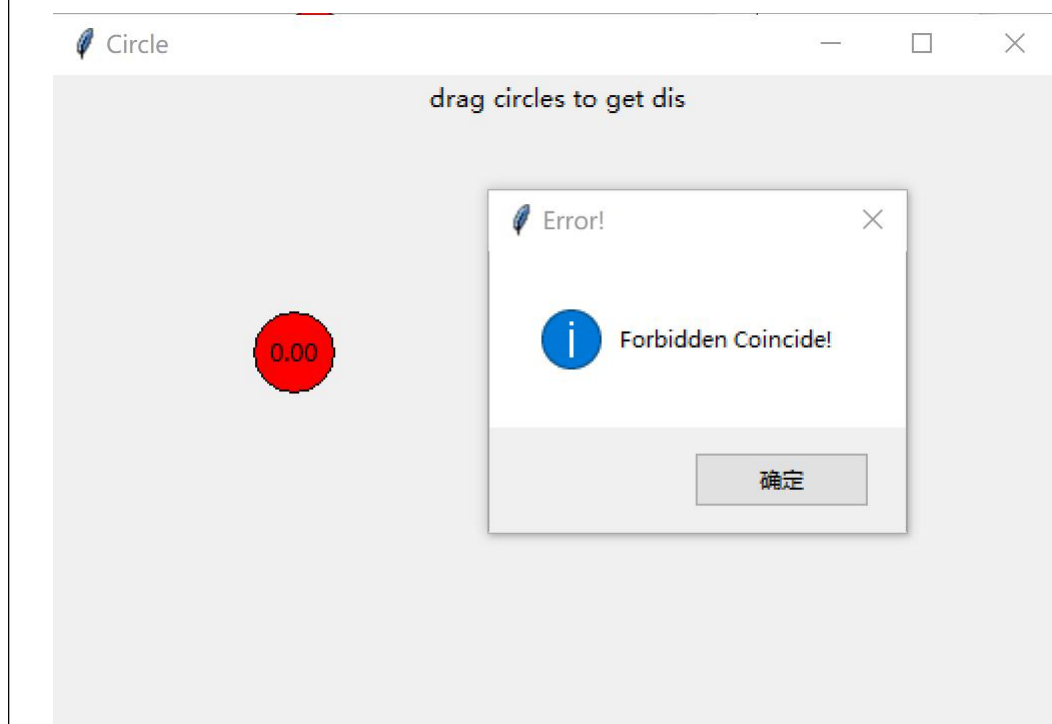 Circle
drag circles to get dis
Error!
0.00
Forbidden Coincide!
确定